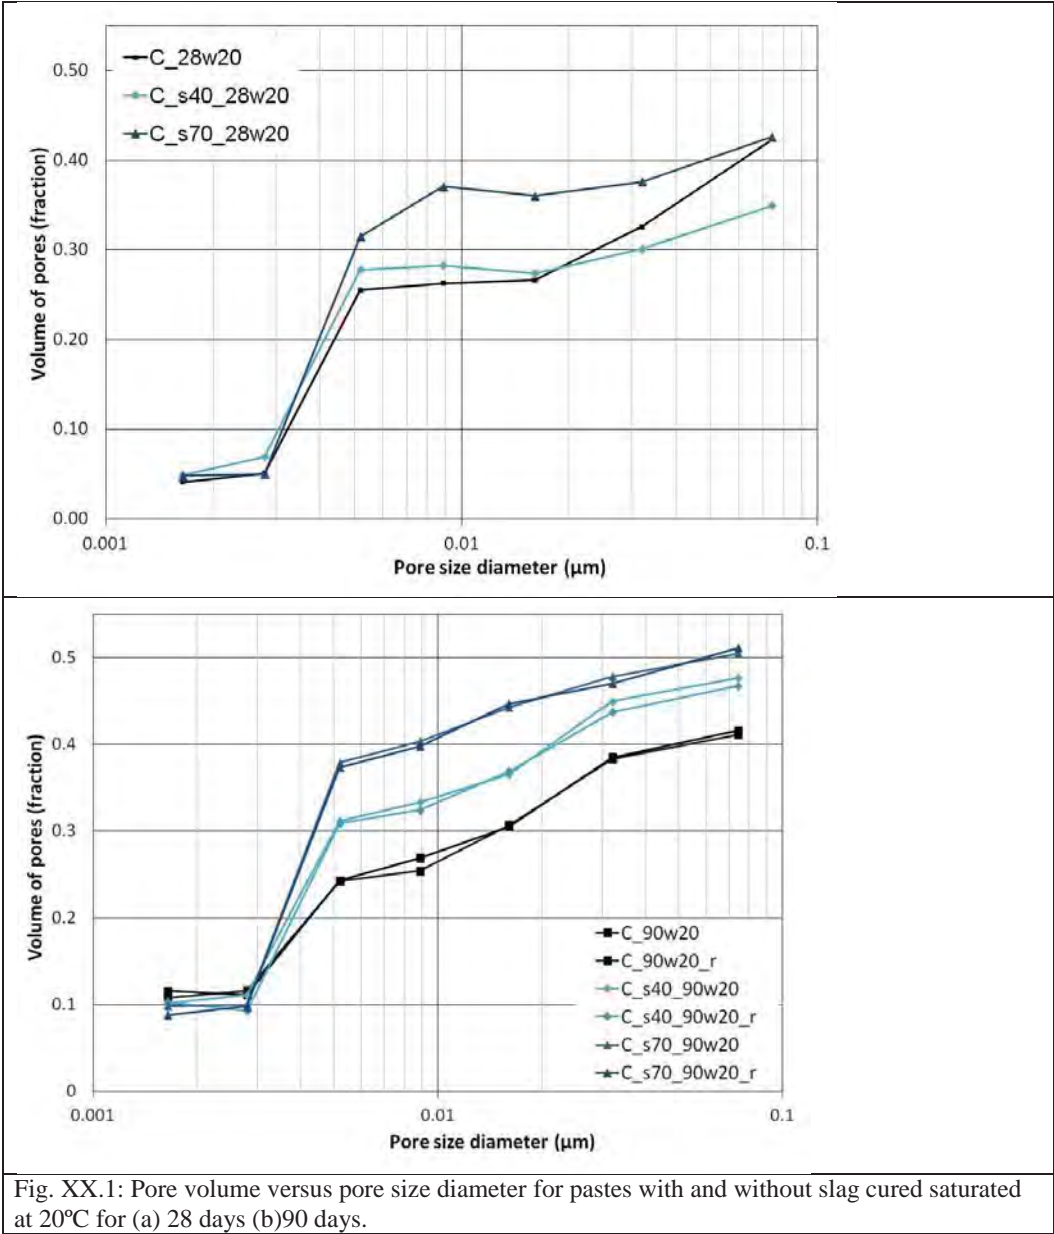 C_28w20
C_s40_28w20
C_s70_28w20
0.50
0.40
0.30
0.20
0.10
0.00
Volume of pores (fraction)
0.001
0.01
0.1
Pore size diameter (µm)
0.5
0.4
0.3
0.2
0.1
0
Volume of pores (fraction)
C_90w20
C_90w20_r
C_s40_90w20
C_s40_90w20_r
C_s70_90w20
C_s70_90w20_r
0.001
0.01
0.1
Pore size diameter (µm)
Fig. XX.1: Pore volume versus pore size diameter for pastes with and without slag cured saturated
at 20ºC for (a) 28 days (b)90 days.